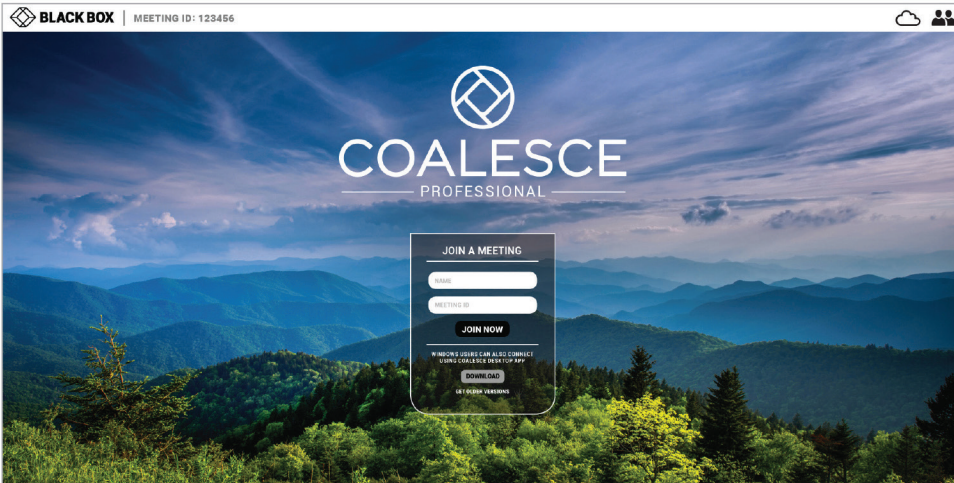 BLACK BOX | MEETING ID: 123456
COALESCE
PROFESSIONAL
JOIN A MEETING
NAME
MEETING ID
JOIN NOW
WINDOWS USERS CAN ALSO CONNECT
USING COALESCE DESKTOP APP
DOWNLOAD
GET OLDER VERSIONS